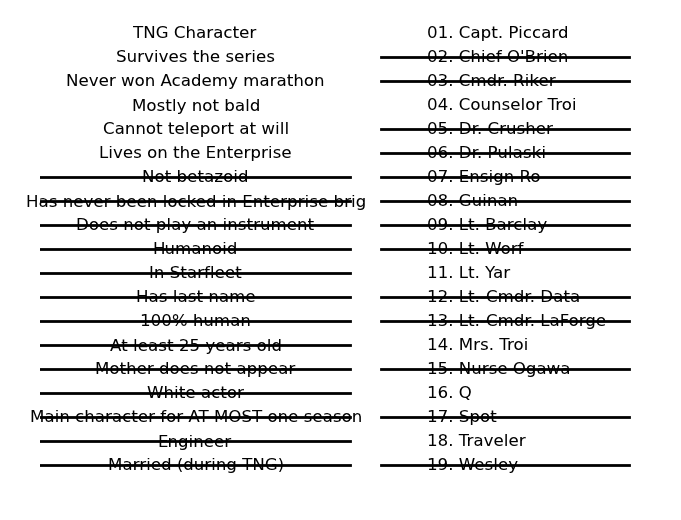 TNG Character
Survives the series
Never won Academy marathon
Mostly not bald
Cannot teleport at will
Lives on the Enterprise
Not betazoid
Has never been locked in Enterprise brig
Does not play an instrument
Humanoid
In Starfleet
Has last name
100% human
At least 25 years old
Mother does not appear
White actor
Main character for AT MOST one season
Engineer
Married (during TNG)
01. Capt. Piccard
02. Chief O'Brien
03. Cmdr. Riker
04. Counselor Troi
05. Dr. Crusher
06. Dr. Pulaski
07. Ensign Ro
08. Guinan
09. Lt. Barclay
10. Lt. Worf
11. Lt. Yar
12. Lt. Cmdr. Data
13. Lt. Cmdr. LaForge
14. Mrs. Troi
15. Nurse Ogawa
16. Q
17. Spot
18. Traveler
19. Wesley